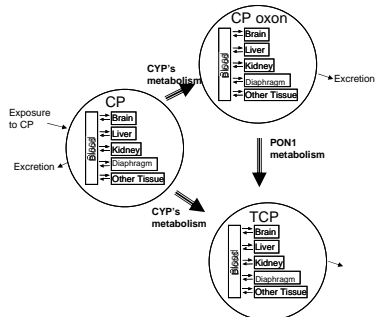 CP oxon
Brain
Liver
Kidney
Diaphragm
Other Tissue
Blood
Excretion
CYP's
metabolism
CP
Brain
Liver
Kidney
Diaphragm
Other Tissue
Blood
Exposure
to CP
Excretion
PON1
metabolism
CYP's
metabolism
TCP
Brain
Liver
Kidney
Diaphragm
Other Tissue
Blood